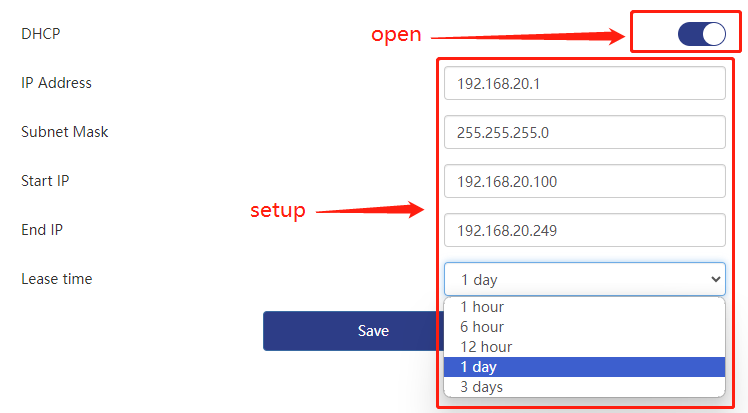 DHCP
open
IP Address
192.168.20.1
Subnet Mask
255.255.255.0
Start IP
192.168.20.100
setup
End IP
192.168.20.249
Lease time
1 day
1 hour
6 hour
12 hour
1 day
3 days
Save